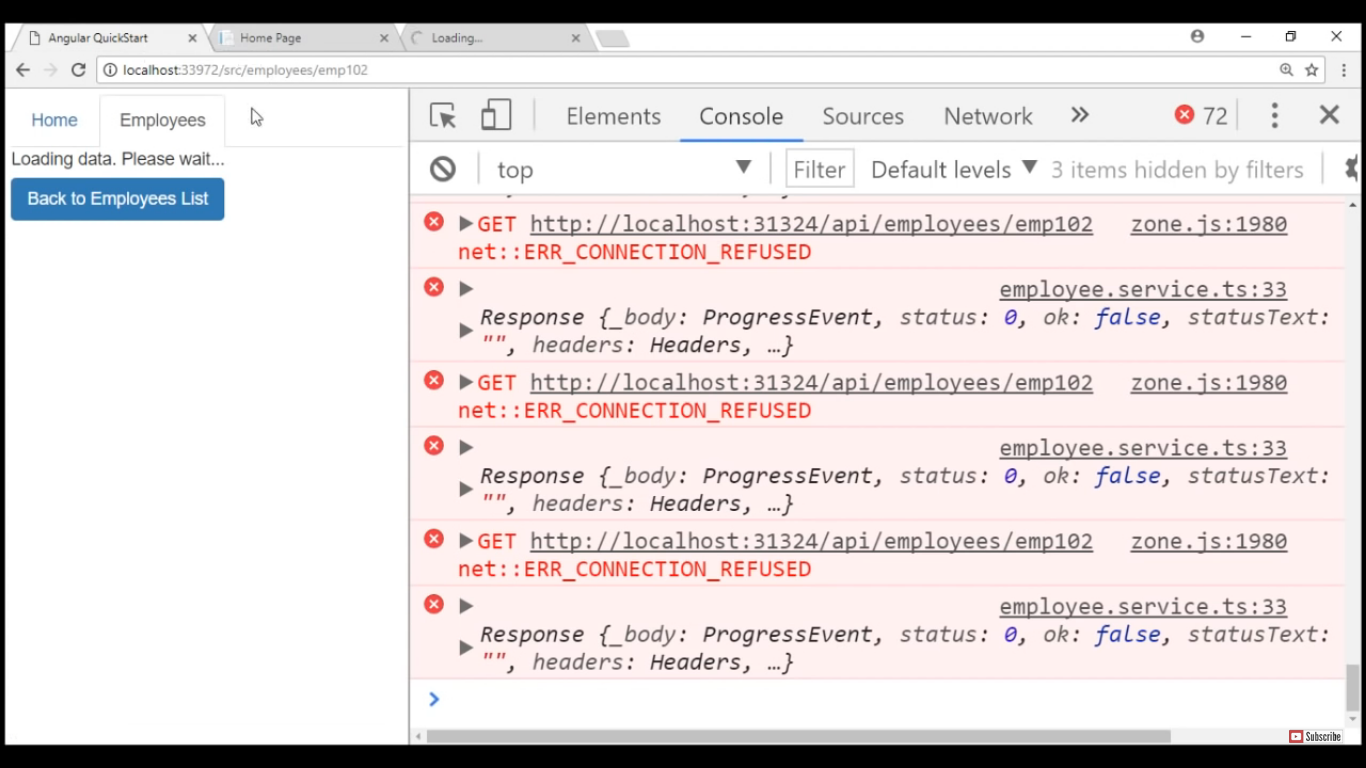 Angular QuickStart
Home Page
Loading...
localhost:33972/src/employees/emp102
Home
Employees
Loading data. Please wait...
Back to Employees List
Elements
Console
Sources
Network
72
top
Filter
Default levels
3 items hidden by filters
GET http://localhost:31324/api/employees/emp102 zone.js:1980
net::ERR_CONNECTION_REFUSED
employee.service.ts:33
Response {_body: ProgressEvent, status: 0, ok: false, statusText:
"", headers: Headers, …}
GET http://localhost:31324/api/employees/emp102 zone.js:1980
net::ERR_CONNECTION_REFUSED
employee.service.ts:33
Response {_body: ProgressEvent, status: 0, ok: false, statusText:
"", headers: Headers, …}
GET http://localhost:31324/api/employees/emp102 zone.js:1980
net::ERR_CONNECTION_REFUSED
employee.service.ts:33
Response {_body: ProgressEvent, status: 0, ok: false, statusText:
"", headers: Headers, …}
Subscribe